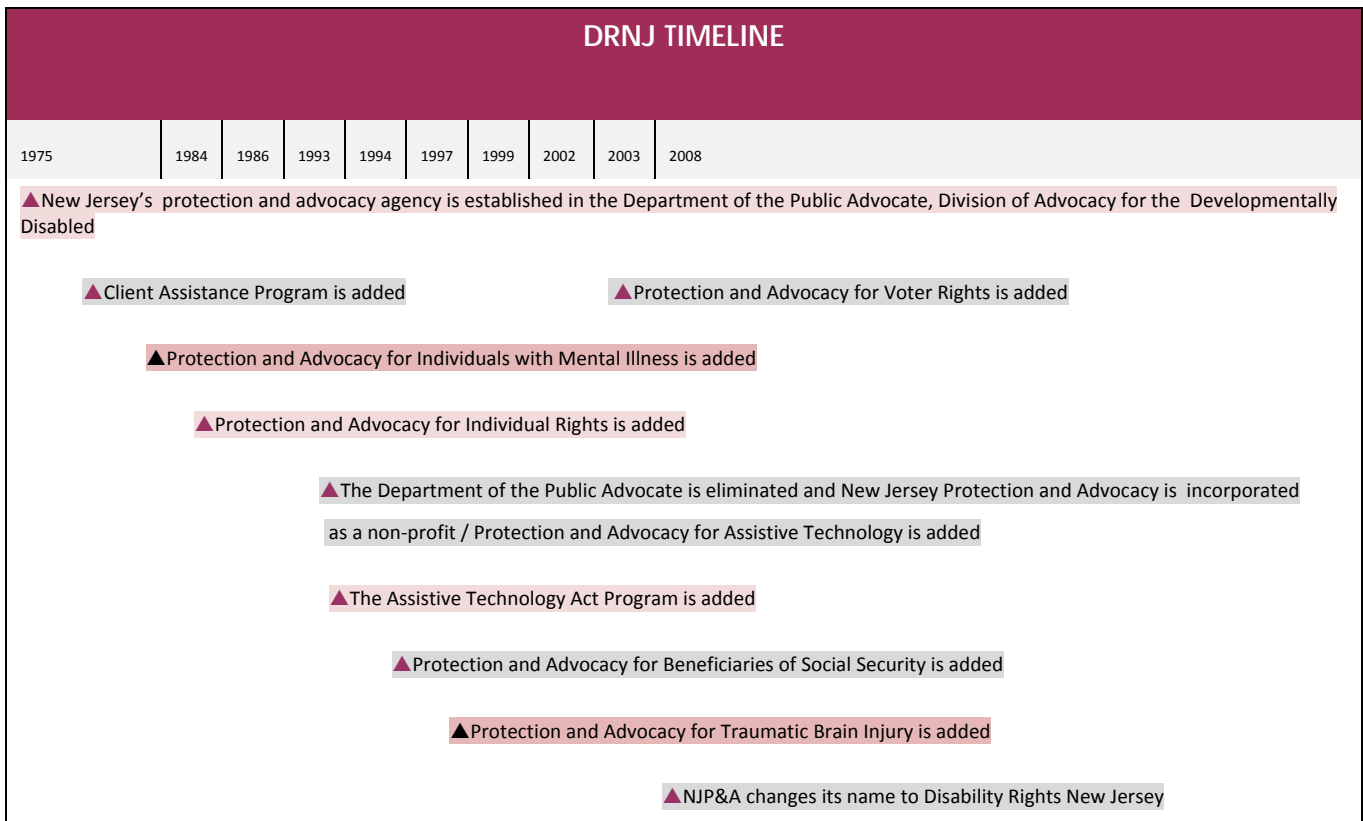 DRNJ TIMELINE
1975 1984 1986 1993 1994 1997 1999 2002 2003 2008
▲New Jersey’s protection and advocacy agency is established in the Department of the Public Advocate, Division of Advocacy for the Developmentally
Disabled
▲Client Assistance Program is added ▲Protection and Advocacy for Voter Rights is added
▲Protection and Advocacy for Individuals with Mental Illness is added
▲Protection and Advocacy for Individual Rights is added
▲The Department of the Public Advocate is eliminated and New Jersey Protection and Advocacy is incorporated
as a non-profit / Protection and Advocacy for Assistive Technology is added
▲The Assistive Technology Act Program is added
▲Protection and Advocacy for Beneficiaries of Social Security is added
▲Protection and Advocacy for Traumatic Brain Injury is added
▲NJP&A changes its name to Disability Rights New Jersey